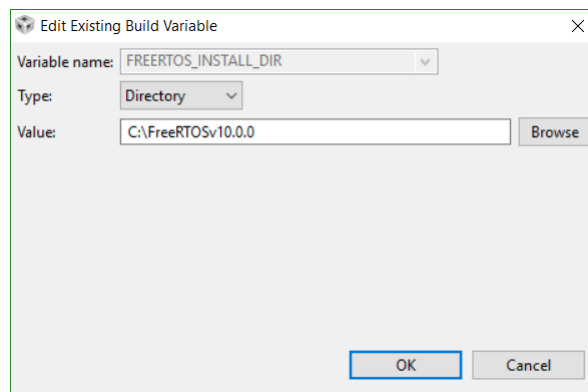 Edit Existing Build Variable
Variable name: FREERTOS_INSTALL_DIR
Type: Directory
Value: C:\FreeRTOSv10.0.0 Browse
OK Cancel